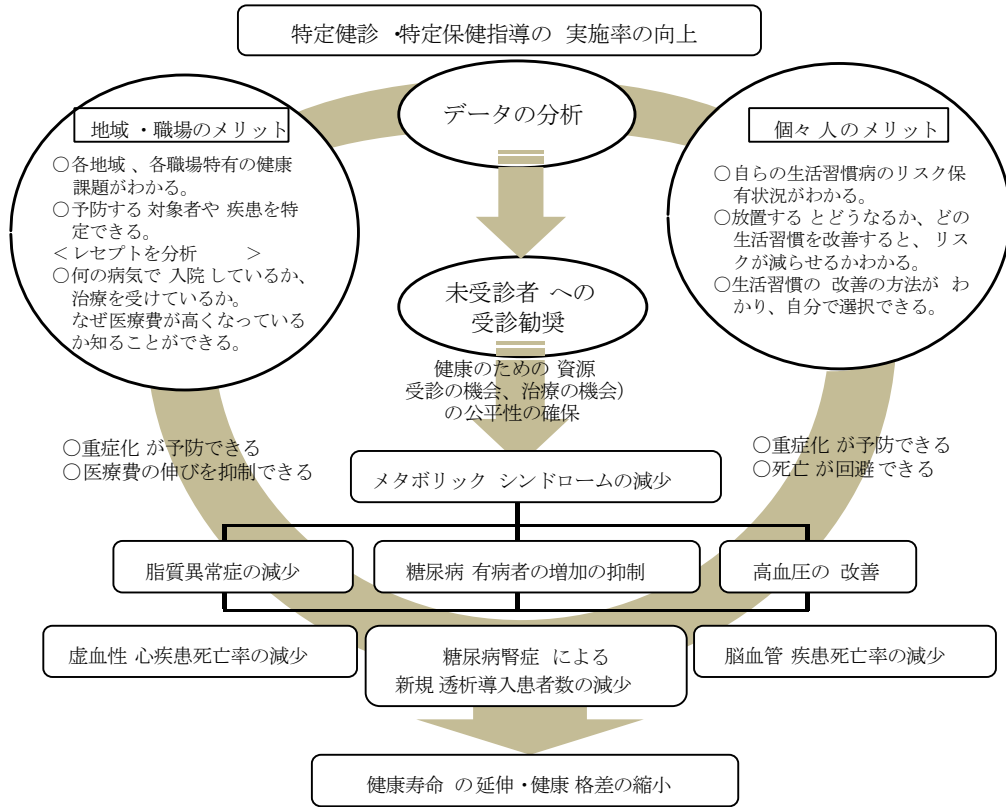 特定健診 ・特定保健指導の 実施率の向上
データの分析
地域 ・職場のメリット
○各地域 、各職場特有の健康
課題がわかる。
○予防する 対象者や 疾患を特
定できる。
＜レセプトを分析　　＞
○何の病気で 入院 しているか、
治療を受けているか。
なぜ医療費が高くなっている
か知ることができる。
個々 人のメリット
○自らの生活習慣病のリスク保
有状況がわかる。
○放置する とどうなるか、どの
生活習慣を改善すると、 リス
クが減らせるかわかる。
○生活習慣の 改善の方法が わ
かり、自分で選択できる。
未受診者 への
受診勧奨
健康のための 資源
受診の機会、治療の機会）
の公平性の確保
○重症化 が予防できる
○医療費の伸びを抑制できる
○重症化 が予防できる
○死亡 が回避 できる
メタボリック シンドロームの減少
脂質異常症の減少
糖尿病 有病者の増加の抑制
高血圧の 改善
虚血性 心疾患死亡率の減少
糖尿病腎症 による
新規 透析導入患者数の減少
脳血管 疾患死亡率の減少
健康寿命 の延伸・健康 格差の縮小